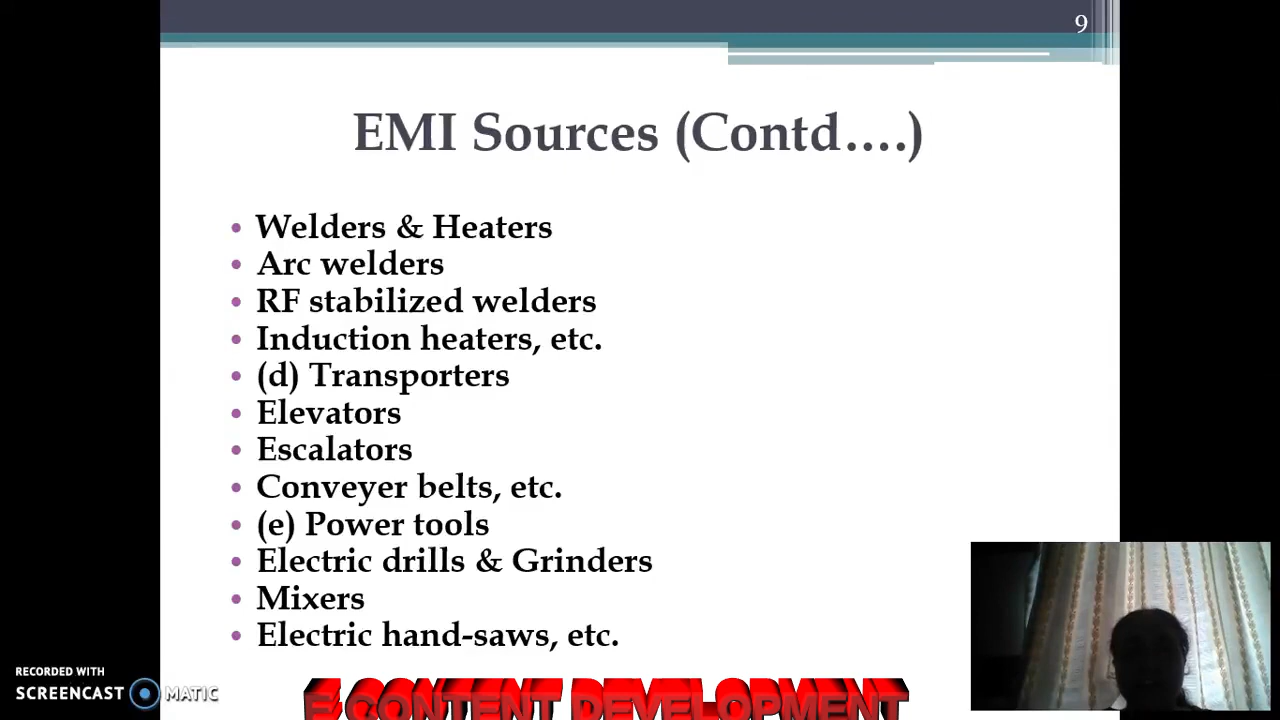 9
EMI Sources (Contd….)
• Welders & Heaters
• Arc welders
• RF stabilized welders
• Induction heaters, etc.
• (d) Transporters
• Elevators
• Escalators
• Conveyer belts, etc.
• (e) Power tools
• Electric drills & Grinders
• Mixers
• Electric hand-saws, etc.
RECORDED WITH
SCREENCAST MATIC
E-CONTENT DEVELOPMENT